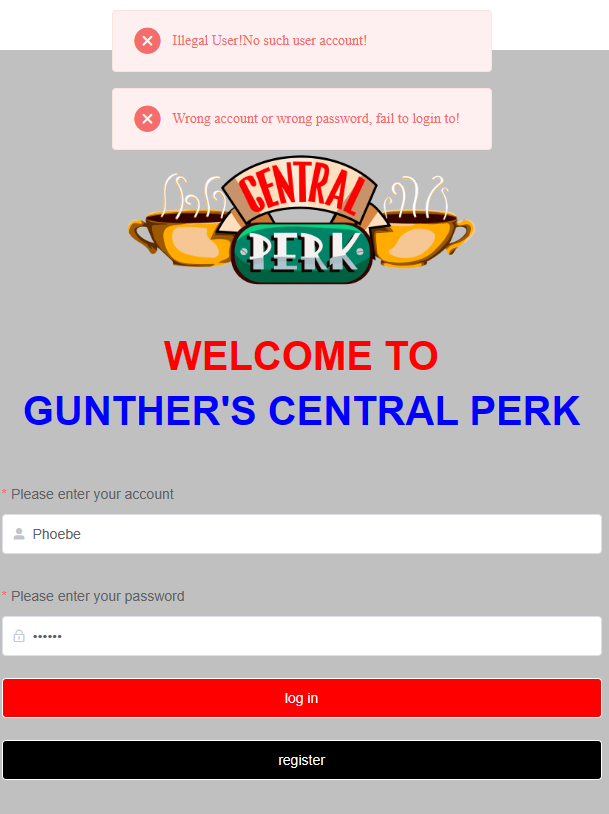 Illegal User!No such user account!
Wrong account or wrong password, fail to login to!
CENTRAL
PERK
WELCOME TO
GUNTHER'S CENTRAL PERK
* Please enter your account
Phoebe
* Please enter your password
••••••
log in
register